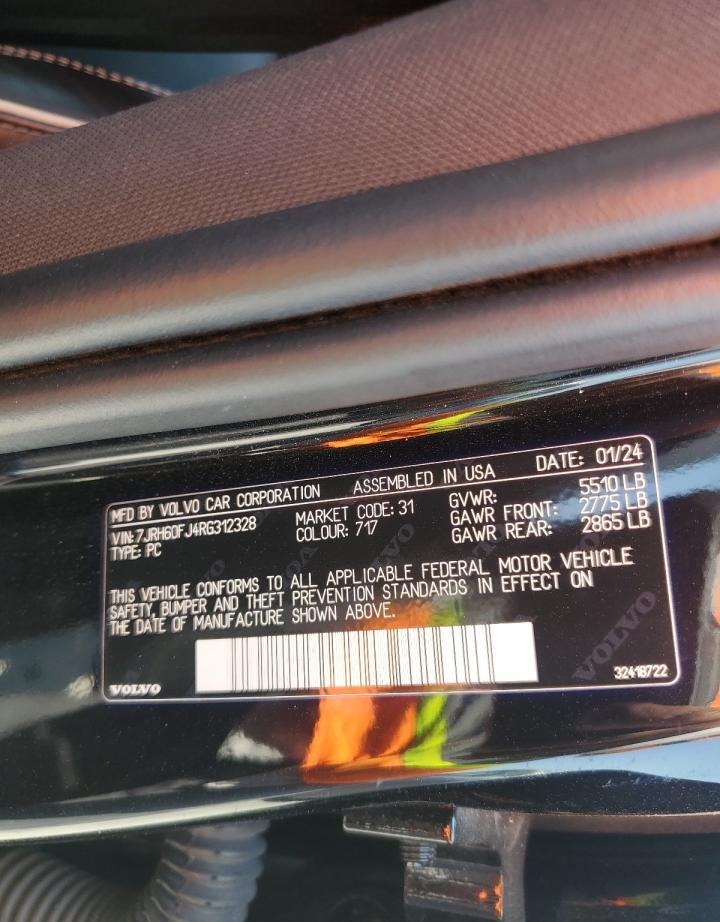 MFD BY VOLVO CAR CORPORATION ASSEMBLED IN USA DATE: 01/24
VIN: 7JRH60FJ4RG312328 MARKET CODE: 31 GVWR: 5510 LB
TYPE: PC COLOUR: 717 GAWR FRONT: 2775 LB
GAWR REAR: 2865 LB
THIS VEHICLE CONFORMS TO ALL APPLICABLE FEDERAL MOTOR VEHICLE
SAFETY, BUMPER AND THEFT PREVENTION STANDARDS IN EFFECT ON
THE DATE OF MANUFACTURE SHOWN ABOVE.
VOLVO
VOLVO
32418722